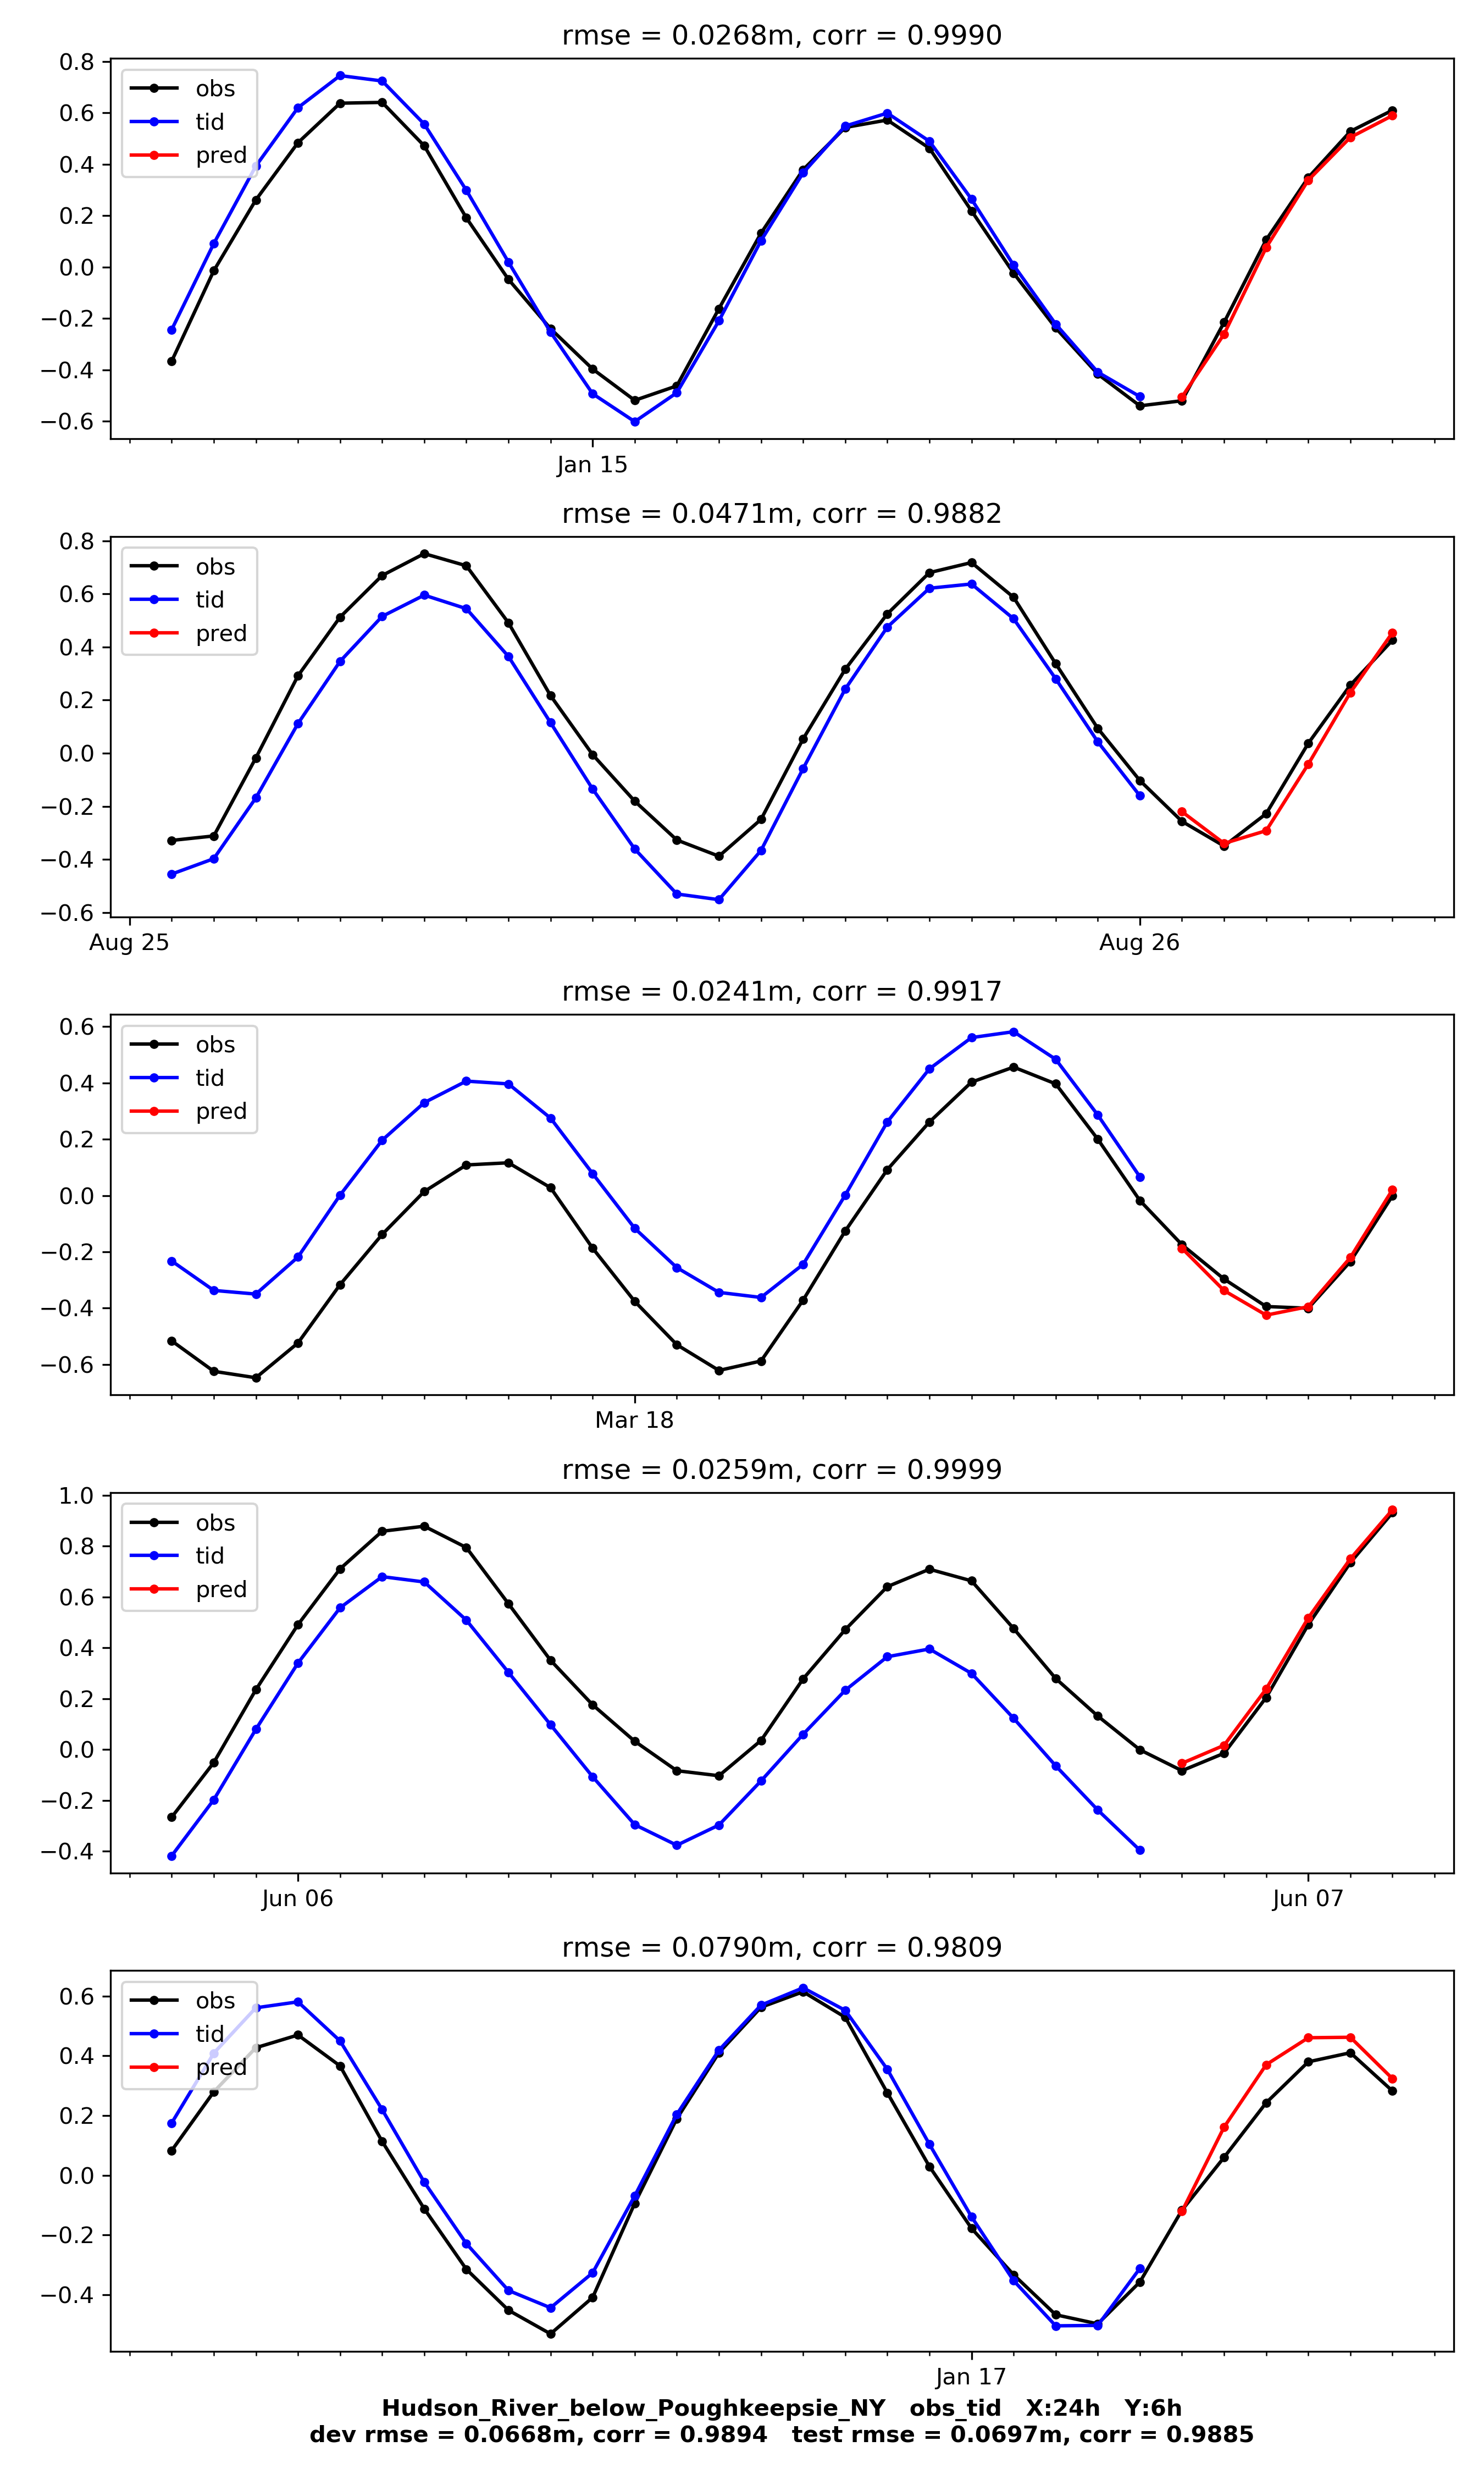 rmse = 0.0268m, corr = 0.9990
0.8
0.6
0.4
0.2
0.0
−0.2
−0.4
−0.6
obs
tid
pred
Jan 15
rmse = 0.0471m, corr = 0.9882
0.8
0.6
0.4
0.2
0.0
−0.2
−0.4
−0.6
obs
tid
pred
Aug 25
Aug 26
rmse = 0.0241m, corr = 0.9917
0.6
0.4
0.2
0.0
−0.2
−0.4
−0.6
obs
tid
pred
Mar 18
rmse = 0.0259m, corr = 0.9999
1.0
0.8
0.6
0.4
0.2
0.0
−0.2
−0.4
obs
tid
pred
Jun 06
Jun 07
rmse = 0.0790m, corr = 0.9809
0.6
0.4
0.2
0.0
−0.2
−0.4
obs
tid
pred
Jan 17
Hudson_River_below_Poughkeepsie_NY obs_tid X:24h Y:6h
dev rmse = 0.0668m, corr = 0.9894 test rmse = 0.0697m, corr = 0.9885